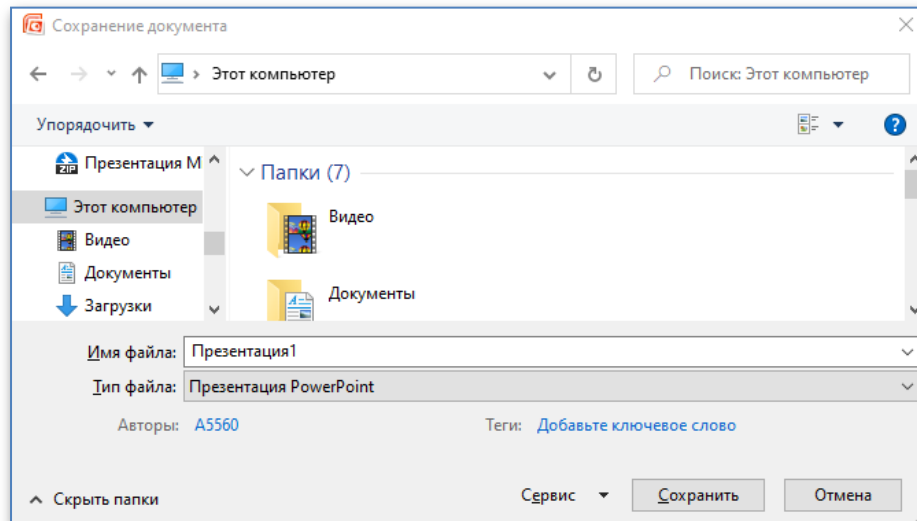 Сохранение документа
Этот компьютер
Поиск: Этот компьютер
Упорядочить
ZIP Презентация М
Этот компьютер
Видео
Документы
Загрузки
Папки (7)
Видео
Документы
Имя файла: Презентация1
Тип файла: Презентация PowerPoint
Авторы: A5560 Теги: Добавьте ключевое слово
Скрыть папки Сервис Сохранить Отмена